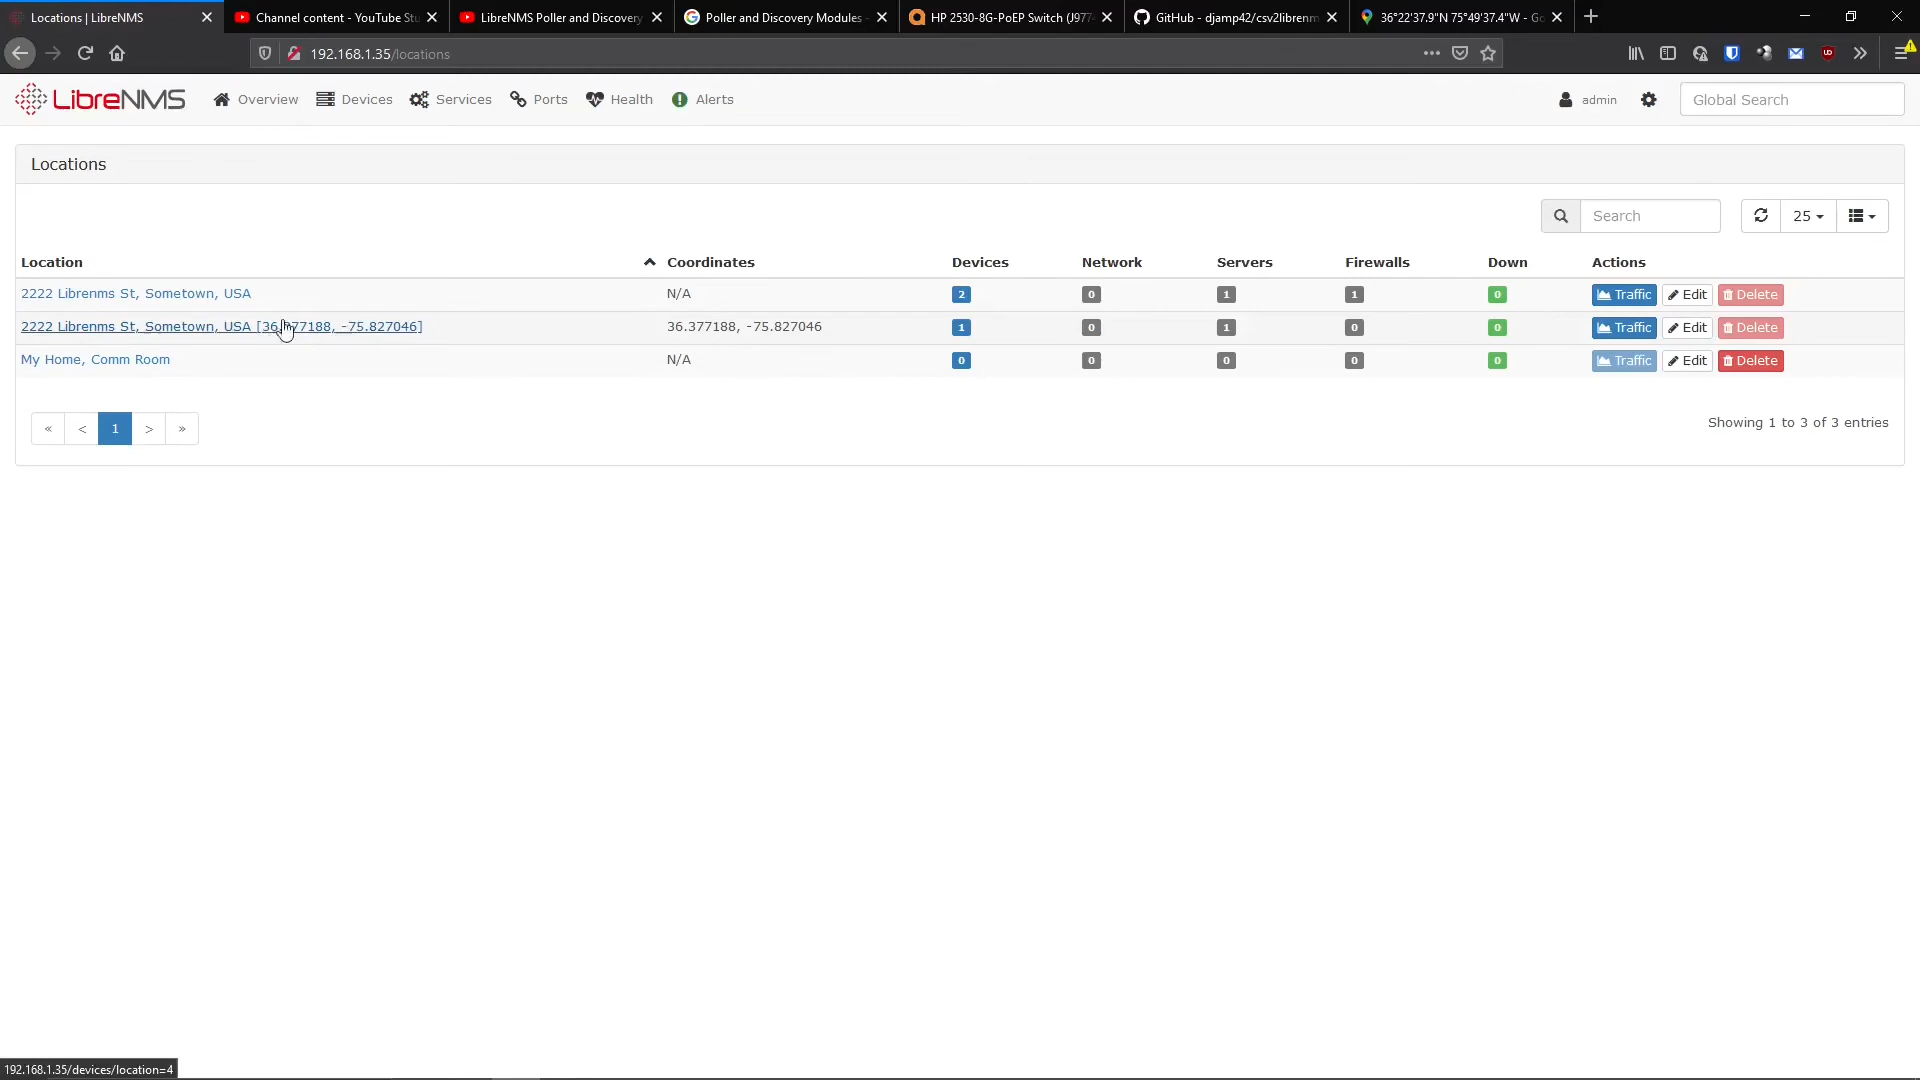 Locations | LibreNMS
Channel content - YouTube Stu
LibreNMS Poller and Discovery
Poller and Discovery Modules -
HP 2530-8G-PoEP Switch (J977
GitHub - djamp42/csv2librenm
36°22'37.9"N 75°49'37.4"W - Go
192.168.1.35/locations
LibreNMS
Overview
Devices
Services
Ports
Health
Alerts
admin
Global Search
Locations
Search
25
Location Coordinates Devices Network Servers Firewalls Down Actions
2222 Librenms St, Sometown, USA N/A 2 0 1 1 0 Traffic Edit Delete
2222 Librenms St, Sometown, USA [36.377188, -75.827046] 36.377188, -75.827046 1 0 1 0 0 Traffic Edit Delete
My Home, Comm Room N/A 0 0 0 0 0 Traffic Edit Delete
« < 1 > »
Showing 1 to 3 of 3 entries
192.168.1.35/devices/location=4